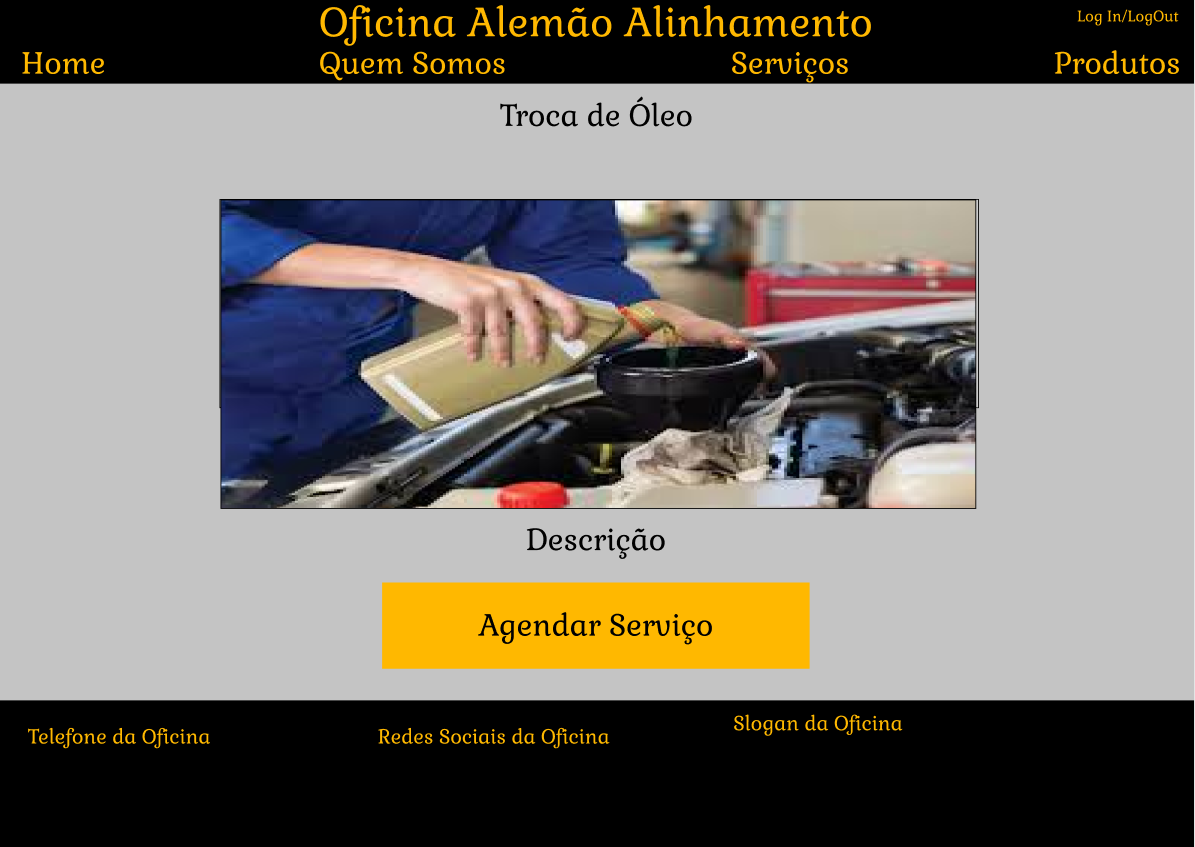 Oficina Alemão Alinhamento
Log In/LogOut
Home
Quem Somos
Serviços
Produtos
Troca de Óleo
Descrição
Agendar Serviço
Telefone da Oficina
Redes Sociais da Oficina
Slogan da Oficina